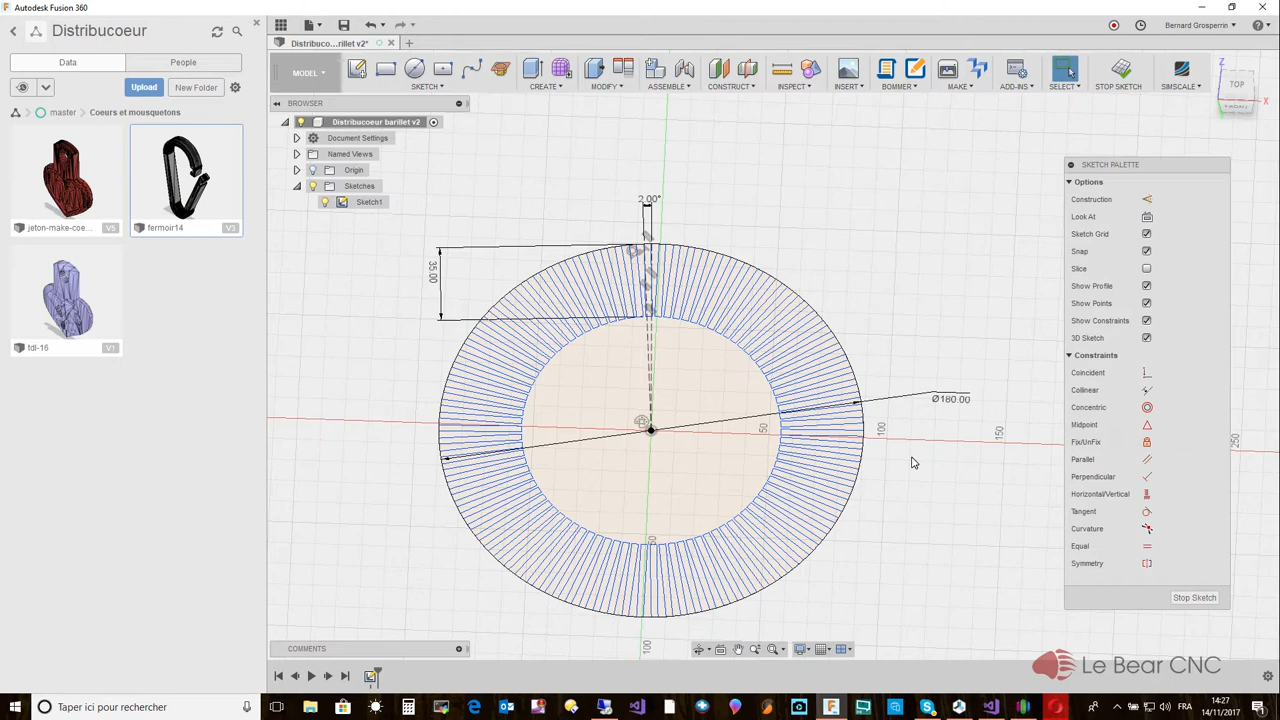 Autodesk Fusion 360
Distribucoeur
Data
People
Upload
New Folder
master
Coeurs et mousquetons
jeton-make-coe...
V5
fermoir14
V3
tdl-16
V1
Bernard Grosperrin
Distribuco...rillet v2*
MODEL
SKETCH
CREATE
MODIFY
ASSEMBLE
CONSTRUCT
INSPECT
INSERT
BOMMER
MAKE
ADD-INS
SELECT
STOP SKETCH
SIMSCALE
Z
TOP
X
BROWSER
Distribucoeur barillet v2
Document Settings
Named Views
Origin
Sketches
Sketch1
2.00°
35.00
Ø180.00
50
100
150
250
100
SKETCH PALETTE
Options
Construction
Look At
Sketch Grid
Snap
Slice
Show Profile
Show Points
Show Constraints
3D Sketch
Constraints
Coincident
Collinear
Concentric
Midpoint
Fix/UnFix
Parallel
Perpendicular
Horizontal/Vertical
Tangent
Curvature
Equal
Symmetry
Stop Sketch
COMMENTS
Le Bear CNC
Taper ici pour rechercher
FRA
14:27
14/11/2017